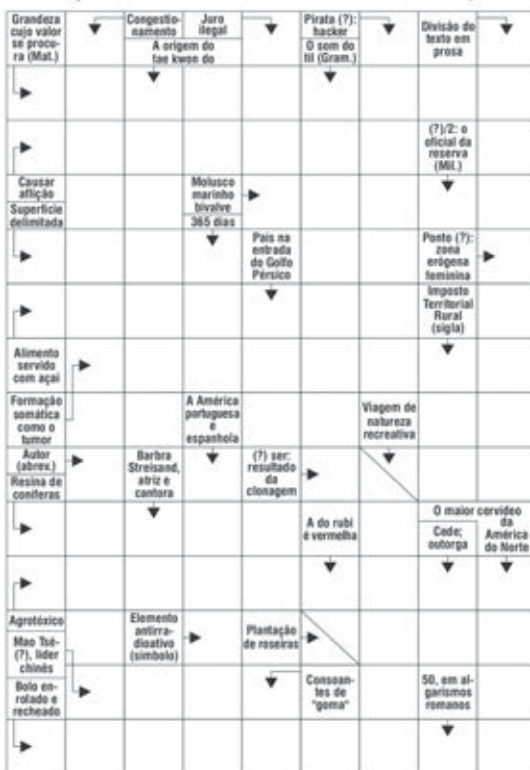 Grandeza
cujo valor
se procu-
ra (Mat.)
Congestio-
namento
Juro
ilegal
A origem do
tae kwon do
Pirata (?):
hacker
O som do
til (Gram.)
Divisão de
texto em
prosa
(?)/2: o
oficial da
reserva
(Mil.)
Causar
aflição
Superfície
delimitada
Molusco
marinho
bivalve
365 dias
País na
entrada
do Golfo
Pérsico
Ponto (?):
zona
erógena
feminina
Imposto
Territorial
Rural
(sigla)
Alimento
servido
com açaí
Formação
somática
como o
tumor
A América
portuguesa
e
espanhola
Viagem de
natureza
recreativa
Autor
(abrev.)
Resina de
coníferas
Barbra
Streisand,
atriz e
cantora
(?) ser:
resultado
da
clonagem
A do rubi
é vermelha
O maior cervídeo
da
América
do Norte
Cede;
outorga
Agrotóxico
Mao Tsé-
(?), líder
chinês
Bolo en-
rolado e
recheado
Elemento
antirra-
dioativo
(símbolo)
Plantação
de roseiras
Consoan-
tes de
"goma"
50, em al-
garismos
romanos